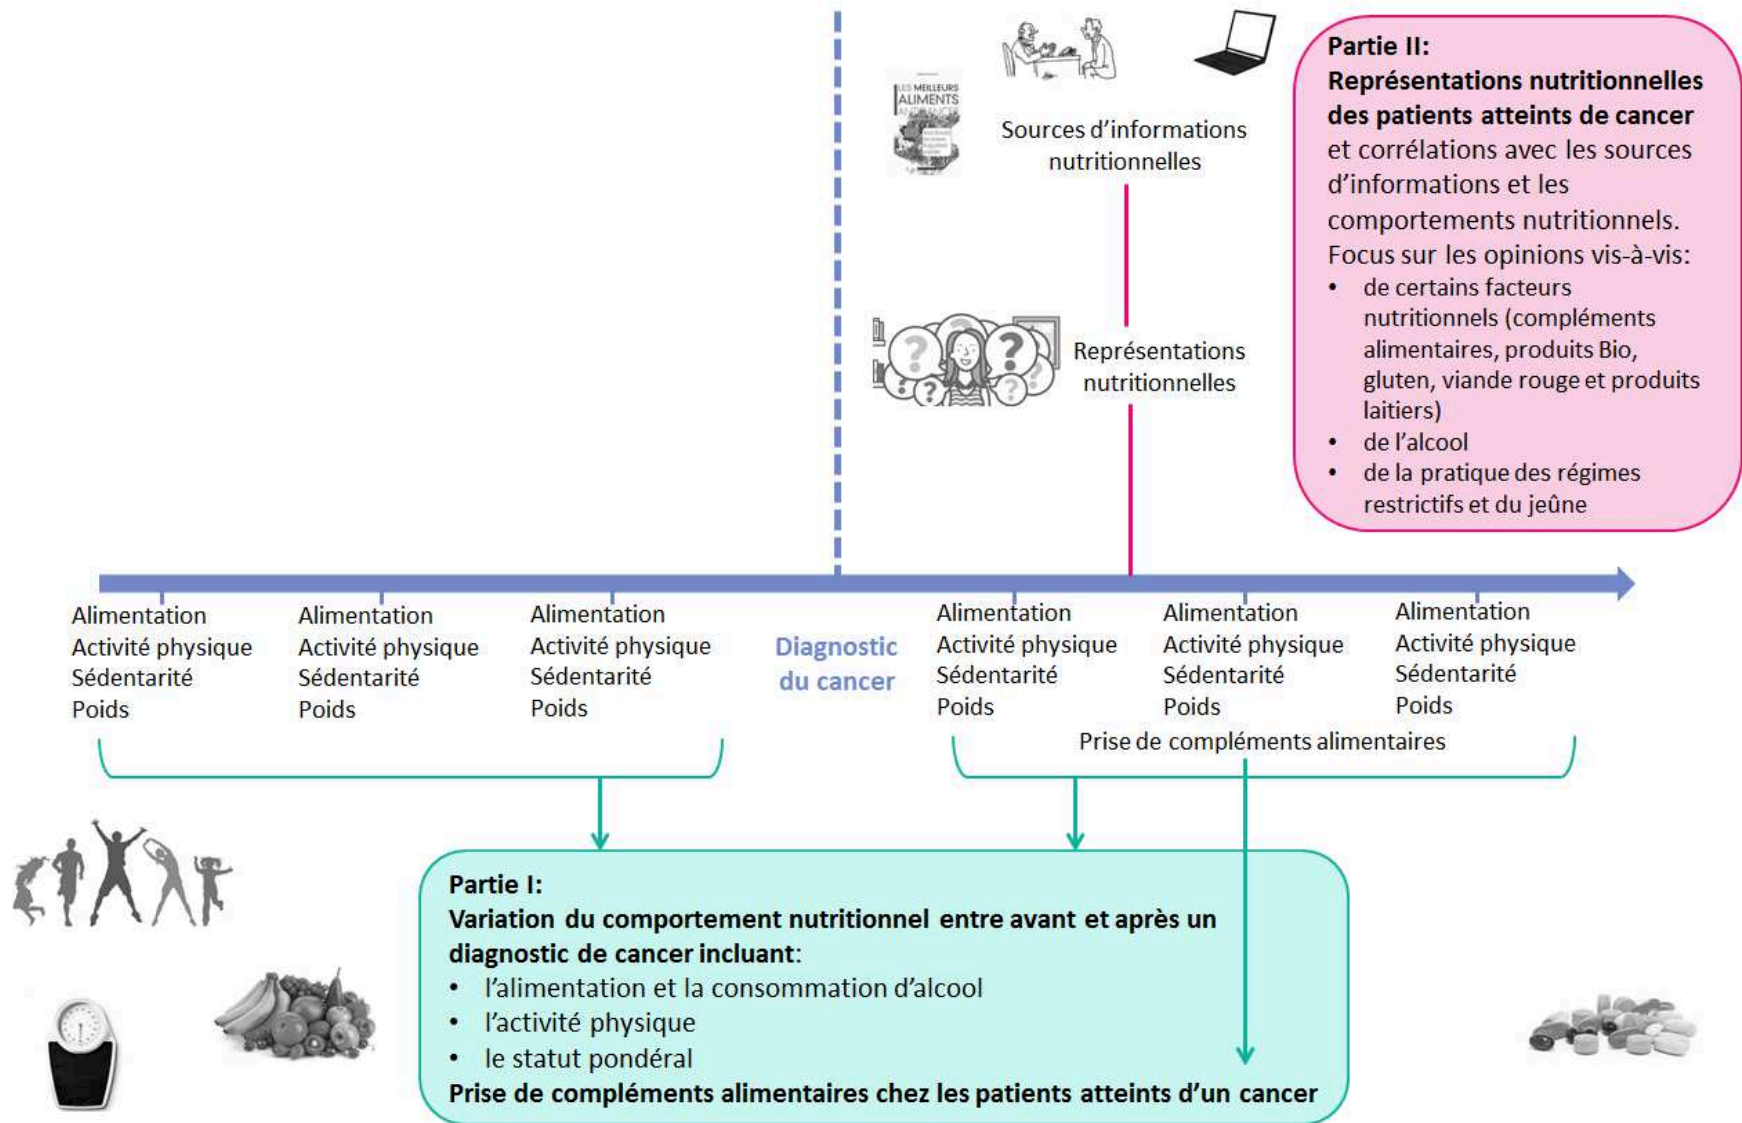 LES MEILLEURS
ALIMENTS
ANTICANCER
Sources d'informations
nutritionnelles
Représentations
nutritionnelles
Partie II:
Représentations nutritionnelles
des patients atteints de cancer
et corrélations avec les sources
d'informations et les
comportements nutritionnels.
Focus sur les opinions vis-à-vis:
• de certains facteurs
nutritionnels (compléments
alimentaires, produits Bio,
gluten, viande rouge et produits
laitiers)
• de l'alcool
• de la pratique des régimes
restrictifs et du jeûne
Alimentation
Activité physique
Sédentarité
Poids
Alimentation
Activité physique
Sédentarité
Poids
Alimentation
Activité physique
Sédentarité
Poids
Diagnostic
du cancer
Alimentation
Activité physique
Sédentarité
Poids
Alimentation
Activité physique
Sédentarité
Poids
Alimentation
Activité physique
Sédentarité
Poids
Prise de compléments alimentaires
Partie I:
Variation du comportement nutritionnel entre avant et après un
diagnostic de cancer incluant:
• l'alimentation et la consommation d'alcool
• l'activité physique
• le statut pondéral
Prise de compléments alimentaires chez les patients atteints d'un cancer